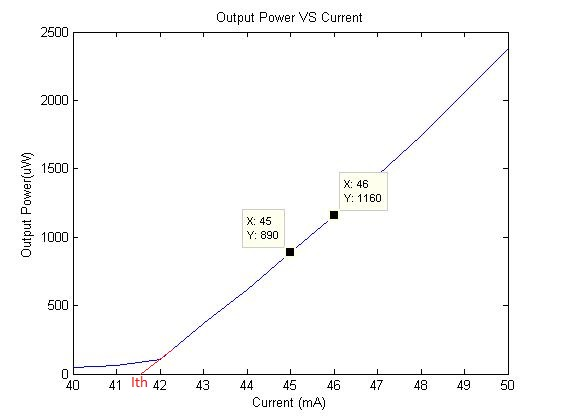 Output Power VS Current
2500
2000
1500
1000
500
0
Output Power(uW)
X: 46
Y: 1160
X: 45
Y: 890
Ith
40 41 42 43 44 45 46 47 48 49 50
Current (mA)